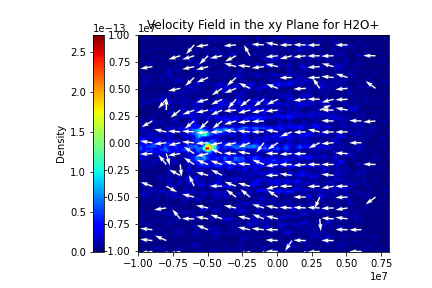 1e−13
1e7
Velocity Field in the xy Plane for H2O+
2.5
2.0
1.5
1.0
0.5
0.0
Density
1.00
0.75
0.50
0.25
0.00
−0.25
−0.50
−0.75
−1.00
−1.00 −0.75 −0.50 −0.25 0.00 0.25 0.50 0.75
1e7